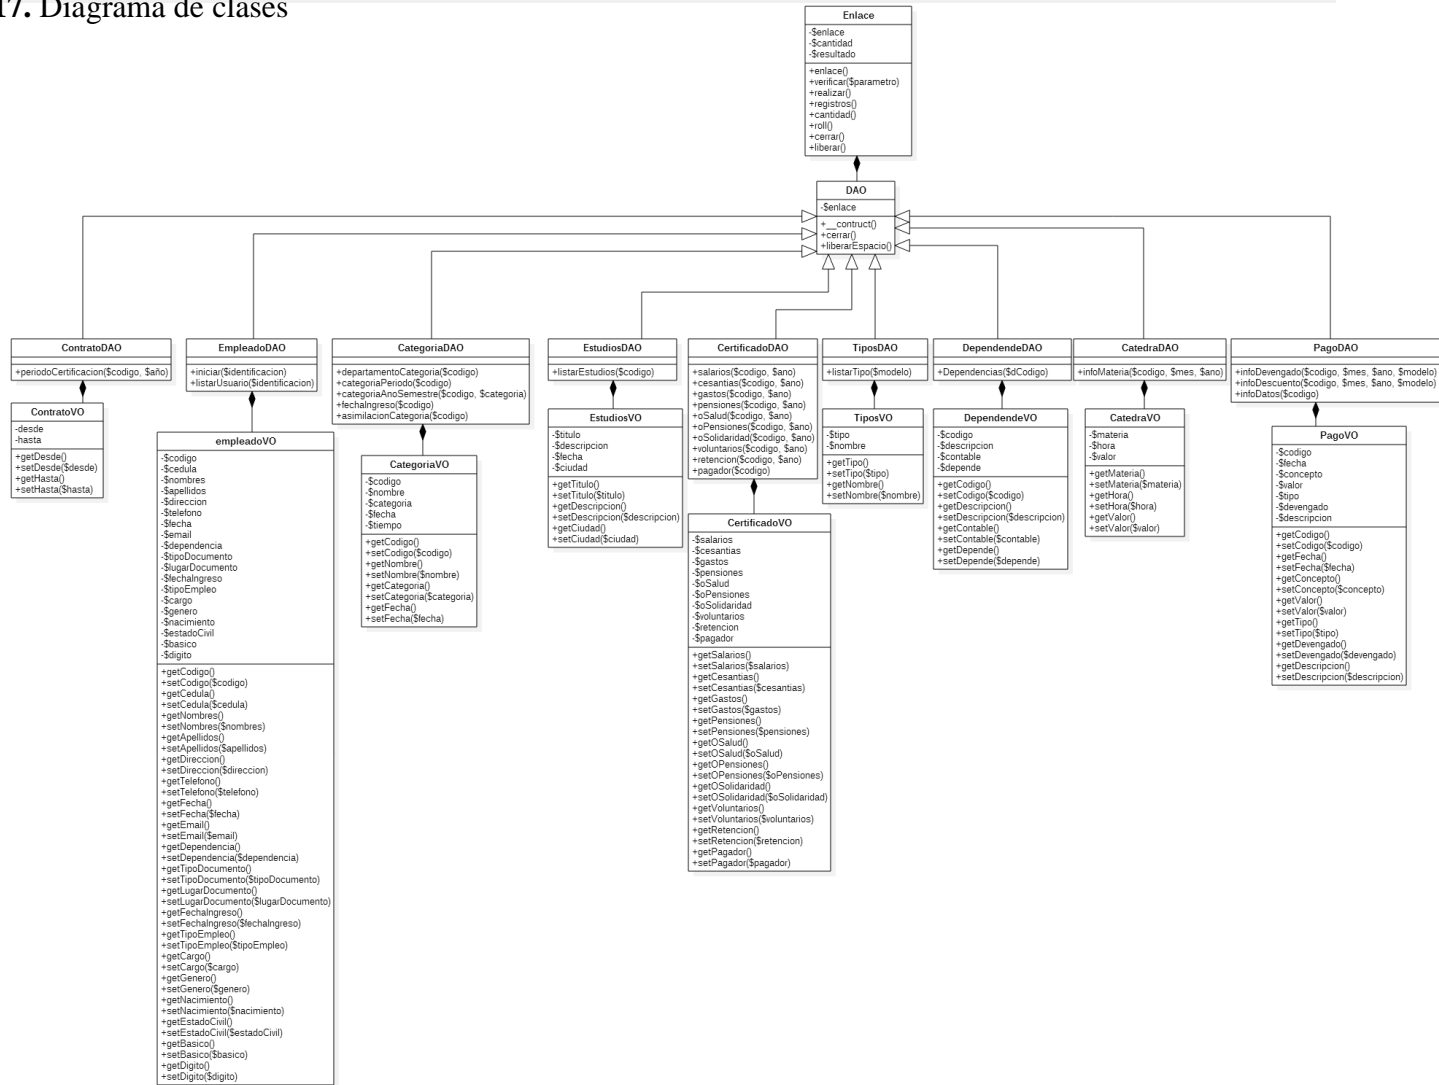 17. Diagrama de clases
Enlace
-$enlace
-$cantidad
-$resultado
+enlace()
+verificar($parametro)
+realizar()
+registros()
+cantidad()
+roll()
+cerrar()
+liberar()
DAO
-$enlace
+__contruct()
+cerrar()
+liberarEspacio()
ContratoDAO
+periodoCertificacion($codigo, $año)
ContratoVO
-desde
-hasta
+getDesde()
+setDesde($desde)
+getHasta()
+setHasta($hasta)
EmpleadoDAO
+iniciar($identificacion)
+listarUsuario($identificacion)
empleadoVO
-$codigo
-$cedula
-$nombres
-$apellidos
-$direccion
-$telefono
-$fecha
-$email
-$dependencia
-$tipoDocumento
-$lugarDocumento
-$fechaIngreso
-$tipoEmpleo
-$cargo
-$genero
-$nacimiento
-$estadoCivil
-$basico
-$digito
+getCodigo()
+setCodigo($codigo)
+getCedula()
+setCedula($cedula)
+getNombres()
+setNombres($nombres)
+getApellidos()
+setApellidos($apellidos)
+getDireccion()
+setDireccion($direccion)
+getTelefono()
+setTelefono($telefono)
+getFecha()
+setFecha($fecha)
+getEmail()
+setEmail($email)
+getDependencia()
+setDependencia($dependencia)
+getTipoDocumento()
+setTipoDocumento($tipoDocumento)
+getLugarDocumento()
+setLugarDocumento($lugarDocumento)
+getFechaIngreso()
+setFechaIngreso($fechaIngreso)
+getTipoEmpleo()
+setTipoEmpleo($tipoEmpleo)
+getCargo()
+setCargo($cargo)
+getGenero()
+setGenero($genero)
+getNacimiento()
+setNacimiento($nacimiento)
+getEstadoCivil()
+setEstadoCivil($estadoCivil)
+getBasico()
+setBasico($basico)
+getDigito()
+setDigito($digito)
CategoriaDAO
+departamentoCategoria($codigo)
+categoriaPeriodo($codigo)
+categoriaAnoSemestre($codigo, $categoria)
+fechaIngreso($codigo)
+asimilacionCategoria($codigo)
CategoriaVO
-$codigo
-$nombre
-$categoria
-$fecha
-$tiempo
+getCodigo()
+setCodigo($codigo)
+getNombre()
+setNombre($nombre)
+getCategoria()
+setCategoria($categoria)
+getFecha()
+setFecha($fecha)
EstudiosDAO
+listarEstudios($codigo)
EstudiosVO
-$titulo
-$descripcion
-$fecha
-$ciudad
+getTitulo()
+setTitulo($titulo)
+getDescripcion()
+setDescripcion($descripcion)
+getCiudad()
+setCiudad($ciudad)
CertificadoDAO
+salarios($codigo, $ano)
+cesantias($codigo, $ano)
+gastos($codigo, $ano)
+pensiones($codigo, $ano)
+oSalud($codigo, $ano)
+oPensiones($codigo, $ano)
+oSolidaridad($codigo, $ano)
+voluntarios($codigo, $ano)
+retencion($codigo, $ano)
+pagador($codigo)
CertificadoVO
-$salarios
-$cesantias
-$gastos
-$pensiones
-$oSalud
-$oPensiones
-$oSolidaridad
-$voluntarios
-$retencion
-$pagador
+getSalarios()
+setSalarios($salarios)
+getCesantias()
+setCesantias($cesantias)
+getGastos()
+setGastos($gastos)
+getPensiones()
+setPensiones($pensiones)
+getOSalud()
+setOSalud($oSalud)
+getOPensiones()
+setOPensiones($oPensiones)
+getOSolidaridad()
+setOSolidaridad($oSolidaridad)
+getVoluntarios()
+setVoluntarios($voluntarios)
+getRetencion()
+setRetencion($retencion)
+getPagador()
+setPagador($pagador)
TiposDAO
+listarTipo($modelo)
TiposVO
-$tipo
-$nombre
+getTipo()
+setTipo($tipo)
+getNombre()
+setNombre($nombre)
DependendeDAO
+Dependencias($dCodigo)
DependendeVO
-$codigo
-$descripcion
-$contable
-$depende
+getCodigo()
+setCodigo($codigo)
+getDescripcion()
+setDescripcion($descripcion)
+getContable()
+setContable($contable)
+getDepende()
+setDepende($depende)
CatedraDAO
+infoMateria($codigo, $mes, $ano)
CatedraVO
-$materia
-$hora
-$valor
+getMateria()
+setMateria($materia)
+getHora()
+setHora($hora)
+getValor()
+setValor($valor)
PagoDAO
+infoDevengado($codigo, $mes, $ano, $modelo)
+infoDescuento($codigo, $mes, $ano, $modelo)
+infoDatos($codigo)
PagoVO
-$codigo
-$fecha
-$concepto
-$valor
-$tipo
-$devengado
-$descripcion
+getCodigo()
+setCodigo($codigo)
+getFecha()
+setFecha($fecha)
+getConcepto()
+setConcepto($concepto)
+getValor()
+setValor($valor)
+getTipo()
+setTipo($tipo)
+getDevengado()
+setDevengado($devengado)
+getDescripcion()
+setDescripcion($descripcion)